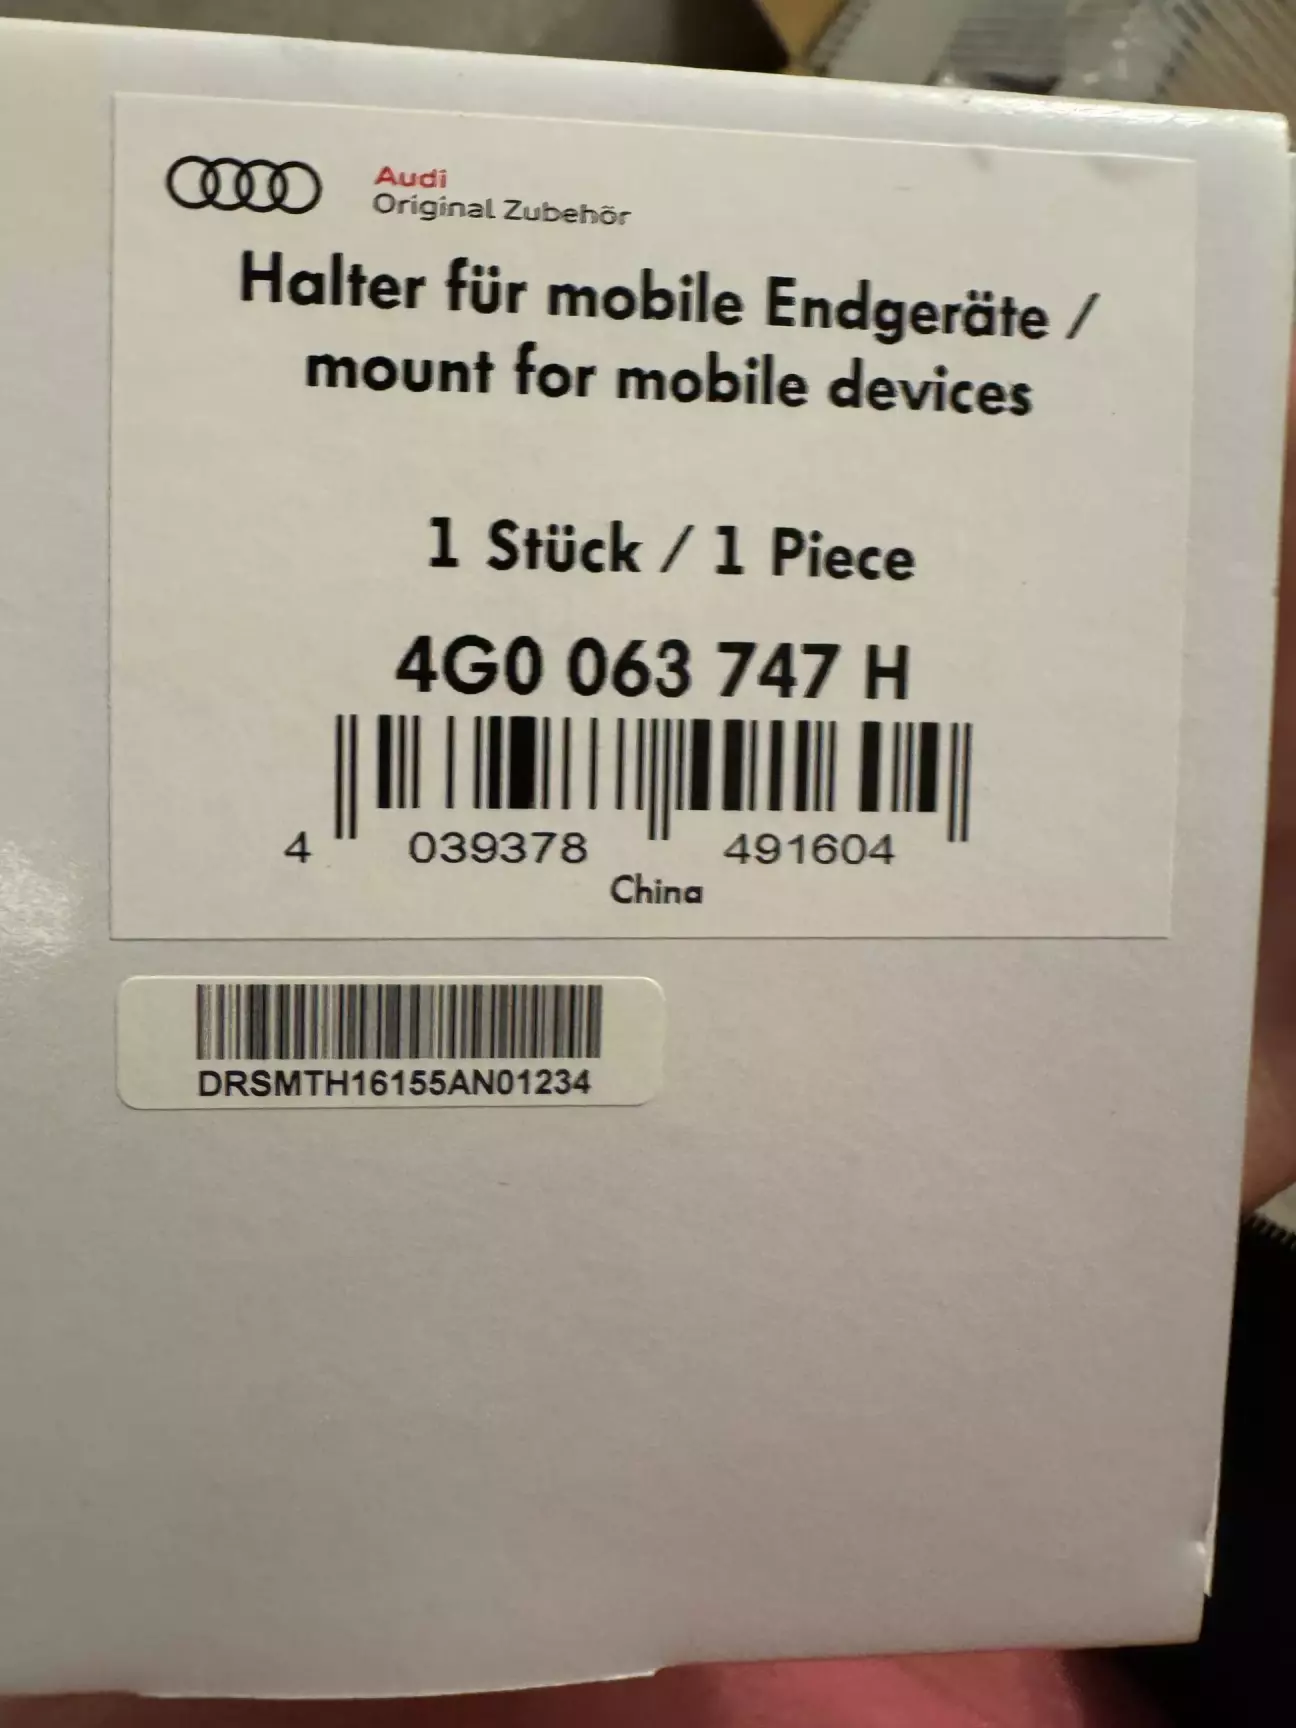 Audi
Original Zubehör
Halter für mobile Endgeräte /
mount for mobile devices
1 Stück / 1 Piece
4G0 063 747 H
4 039378 491604
China
DRSMTH16155AN01234